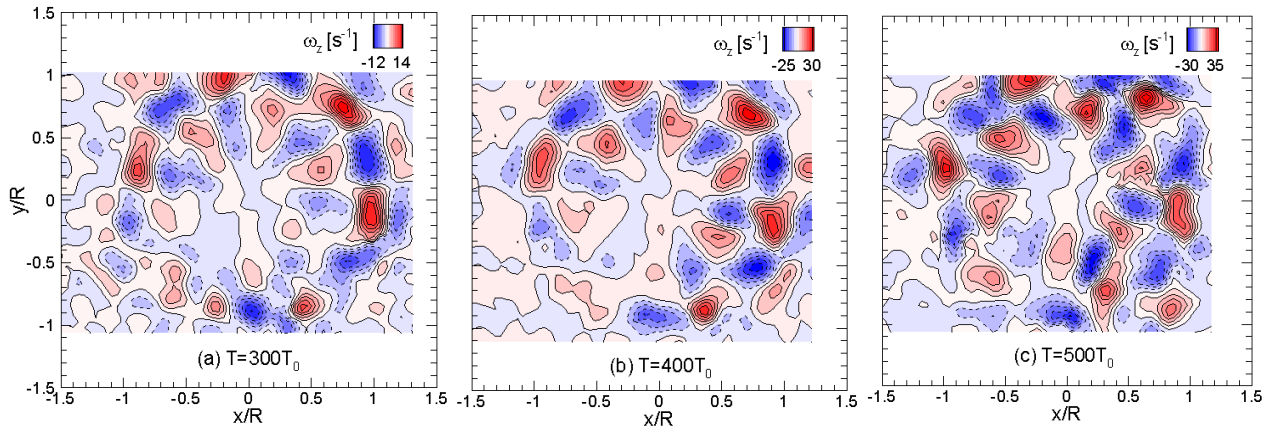 ω_z [s⁻¹]
-12 14
1.5
1
0.5
0
-0.5
-1
-1.5
y/R
(a) T=300T₀
-1.5 -1 -0.5 0 0.5 1 1.5
x/R
ω_z [s⁻¹]
-25 30
(b) T=400T₀
-1.5 -1 -0.5 0 0.5 1 1.5
x/R
ω_z [s⁻¹]
-30 35
(c) T=500T₀
-1.5 -1 -0.5 0 0.5 1 1.5
x/R